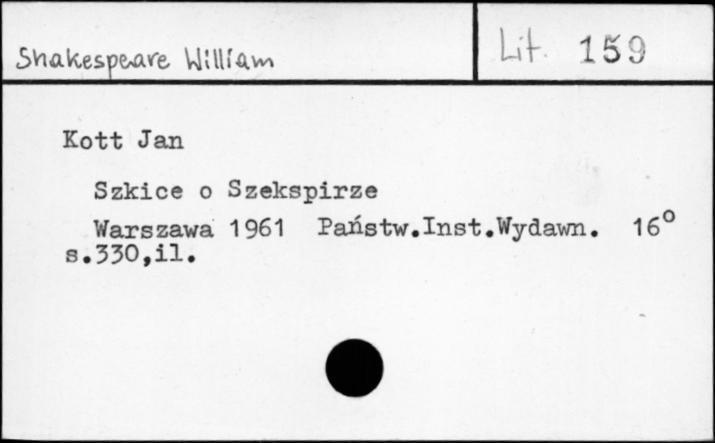 Shakespeare William
Lit. 159
Kott Jan
Szkice o Szekspirze
Warszawa 1961 Państw.Inst.Wydawn. 16°
s.330,il.